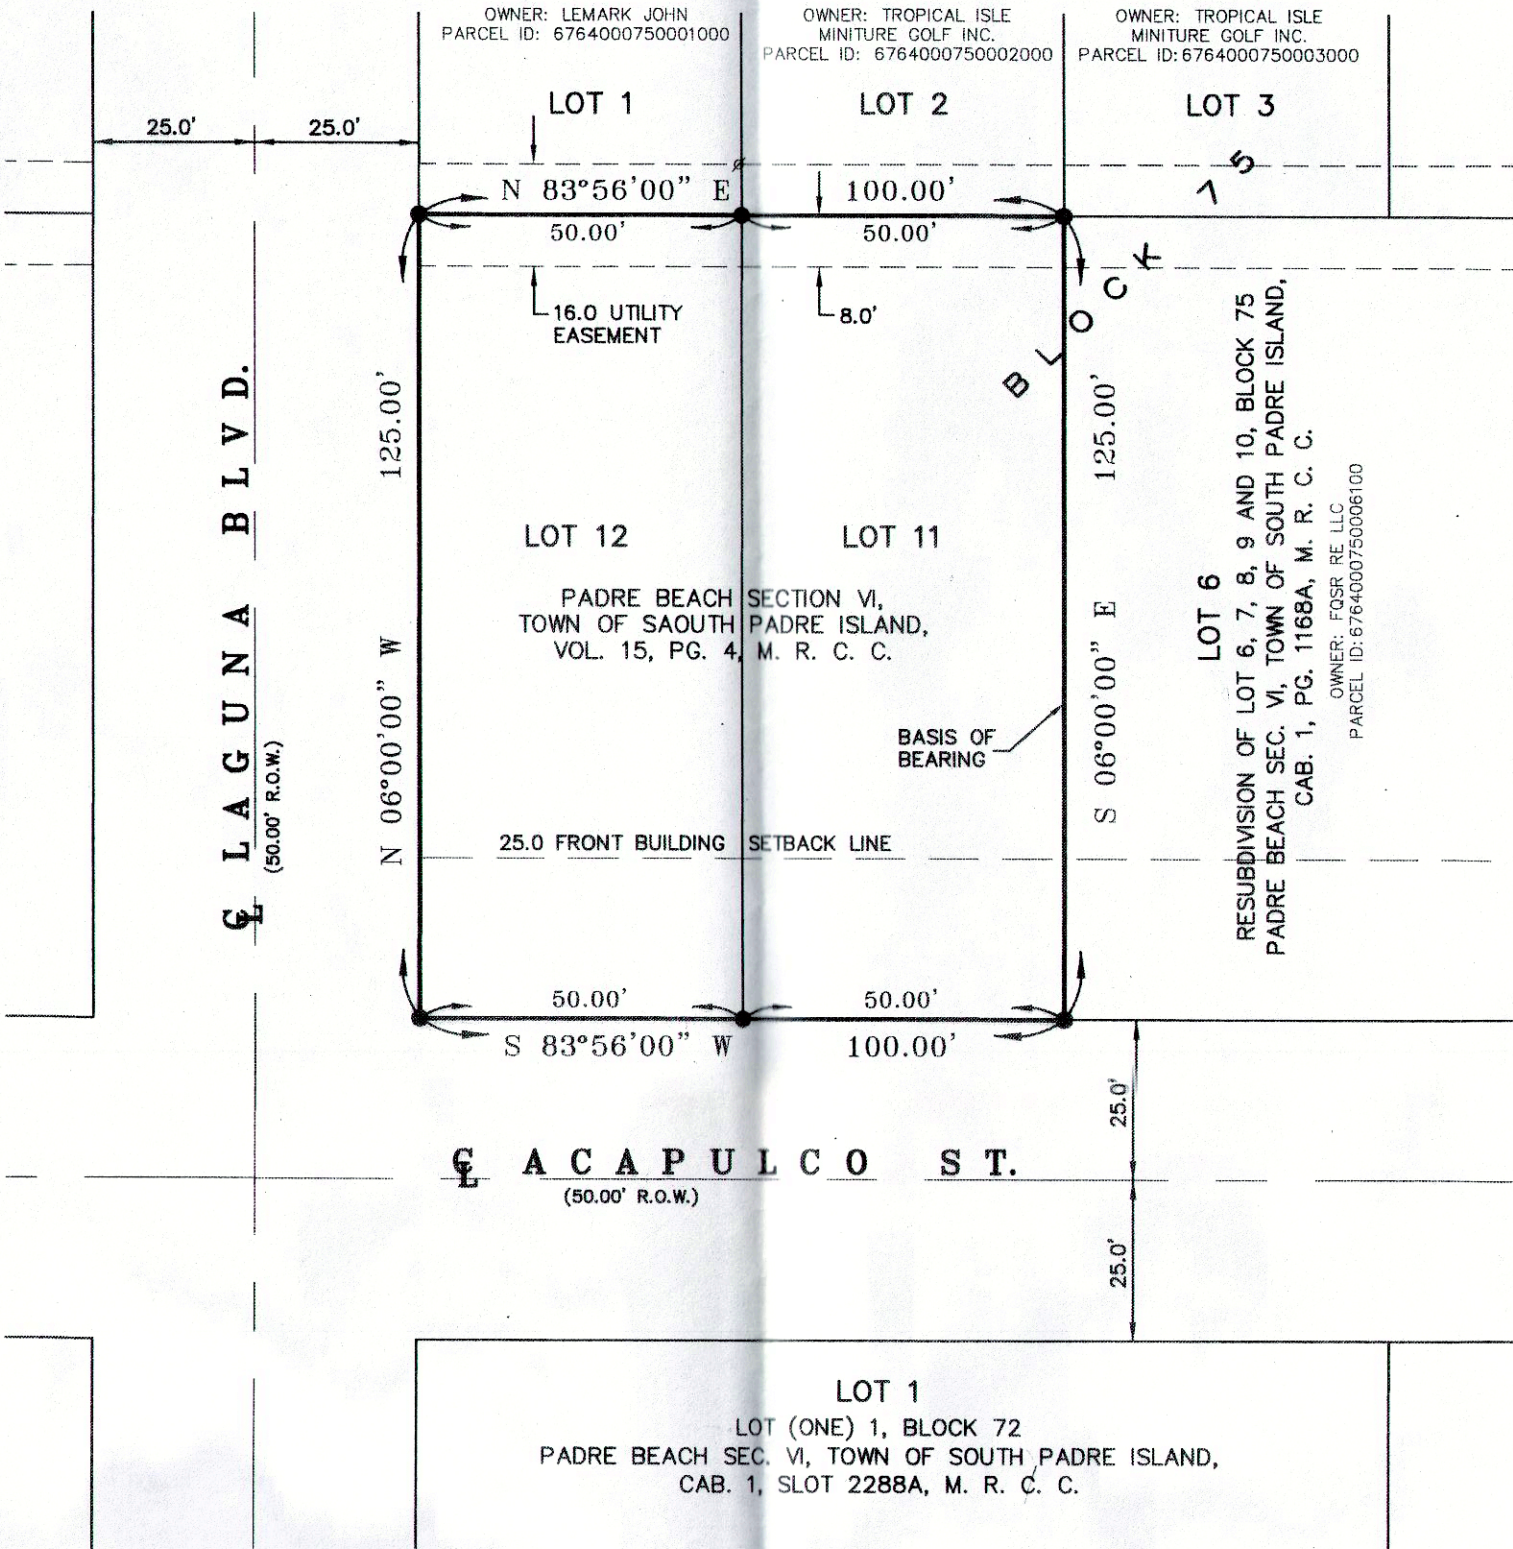 OWNER: LEMARK JOHN
PARCEL ID: 6764000750001000
OWNER: TROPICAL ISLE
MINITURE GOLF INC.
PARCEL ID: 6764000750002000
OWNER: TROPICAL ISLE
MINITURE GOLF INC.
PARCEL ID: 6764000750003000
LOT 1
LOT 2
LOT 3
25.0'
25.0'
N 83°56'00" E
100.00'
50.00'
50.00'
16.0 UTILITY
EASEMENT
8.0'
BLOCK 75
℄ LAGUNA BLVD.
(50.00' R.O.W.)
N 06°00'00" W
125.00'
LOT 12
LOT 11
PADRE BEACH SECTION VI,
TOWN OF SAOUTH PADRE ISLAND,
VOL. 15, PG. 4, M. R. C. C.
BASIS OF
BEARING
S 06°00'00" E
125.00'
LOT 6
RESUBDIVISION OF LOT 6, 7, 8, 9 AND 10, BLOCK 75
PADRE BEACH SEC. VI, TOWN OF SOUTH PADRE ISLAND,
CAB. 1, PG. 1168A, M. R. C. C.
OWNER: FQSR RE LLC
PARCEL ID: 6764000750006100
25.0 FRONT BUILDING SETBACK LINE
50.00'
50.00'
S 83°56'00" W
100.00'
25.0'
℄ ACAPULCO ST.
(50.00' R.O.W.)
25.0'
LOT 1
LOT (ONE) 1, BLOCK 72
PADRE BEACH SEC. VI, TOWN OF SOUTH PADRE ISLAND,
CAB. 1, SLOT 2288A, M. R. C. C.